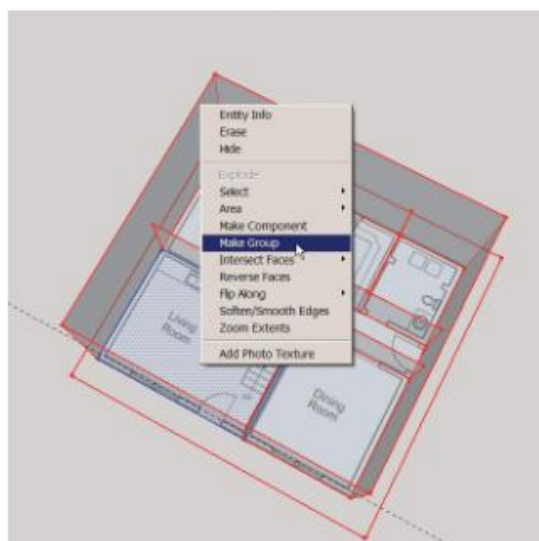 Entity Info
Erase
Hide
Explode
Select
Area
Make Component
Make Group
Intersect Faces
Reverse Faces
Flip Along
Soften/Smooth Edges
Zoom Extents
Add Photo Texture
Living
Room
Dining
Room